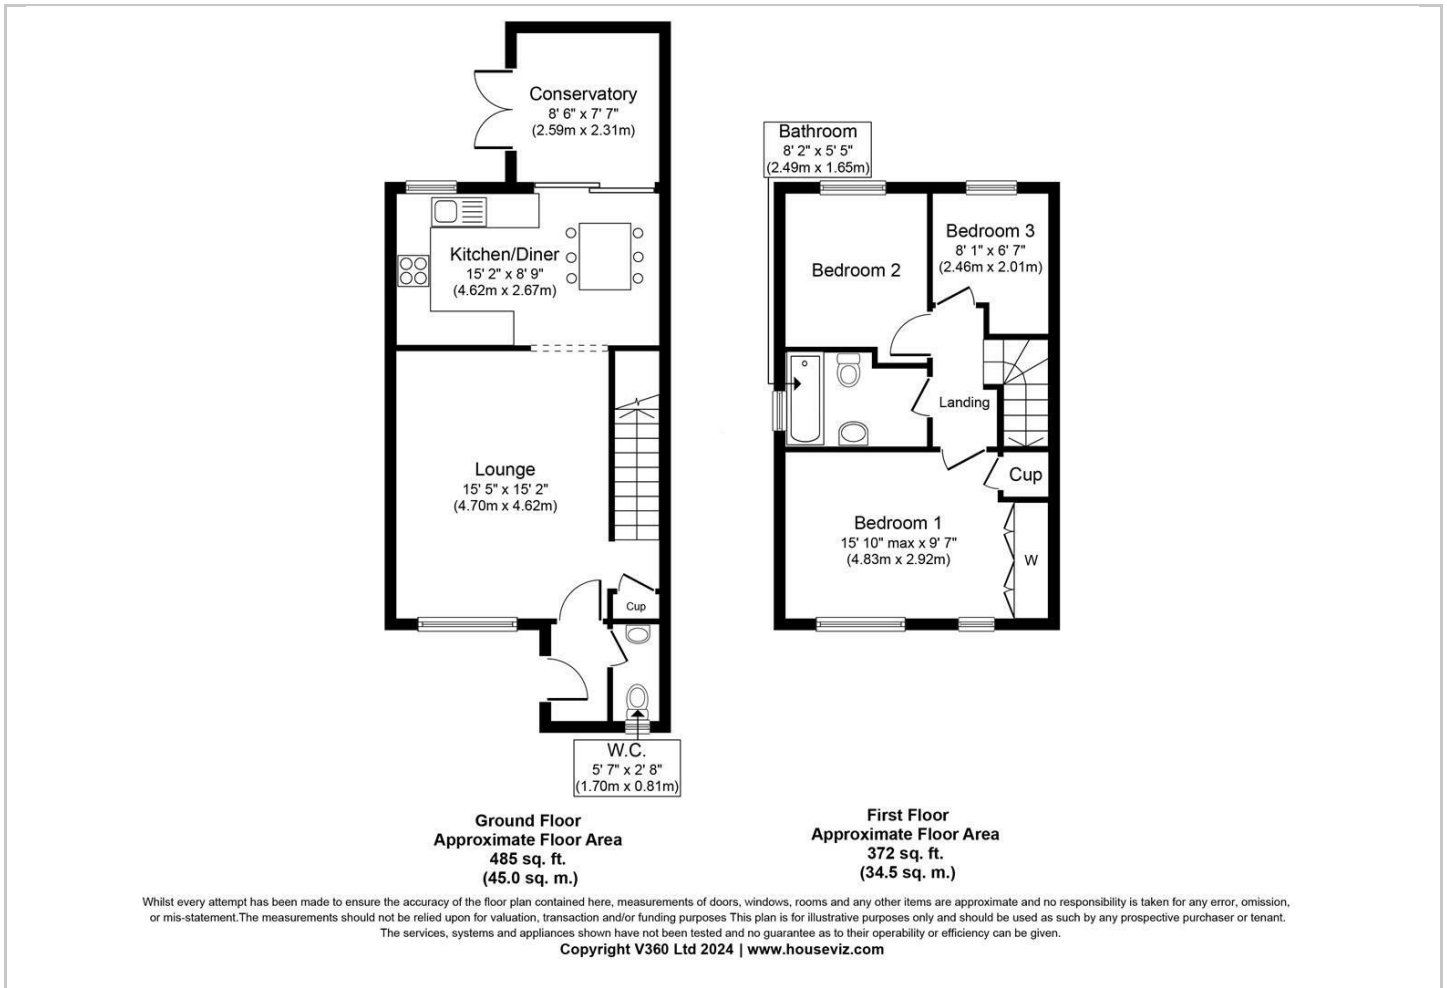 Conservatory
8' 6" x 7' 7"
(2.59m x 2.31m)
Kitchen/Diner
15' 2" x 8' 9"
(4.62m x 2.67m)
Lounge
15' 5" x 15' 2"
(4.70m x 4.62m)
Cup
W.C.
5' 7" x 2' 8"
(1.70m x 0.81m)
Ground Floor
Approximate Floor Area
485 sq. ft.
(45.0 sq. m.)
Bathroom
8' 2" x 5' 5"
(2.49m x 1.65m)
Bedroom 2
Bedroom 3
8' 1" x 6' 7"
(2.46m x 2.01m)
Landing
Cup
Bedroom 1
15' 10" max x 9' 7"
(4.83m x 2.92m)
W
First Floor
Approximate Floor Area
372 sq. ft.
(34.5 sq. m.)
Whilst every attempt has been made to ensure the accuracy of the floor plan contained here, measurements of doors, windows, rooms and any other items are approximate and no responsibility is taken for any error, omission,
or mis-statement.The measurements should not be relied upon for valuation, transaction and/or funding purposes This plan is for illustrative purposes only and should be used as such by any prospective purchaser or tenant.
The services, systems and appliances shown have not been tested and no guarantee as to their operability or efficiency can be given.
Copyright V360 Ltd 2024 | www.houseviz.com